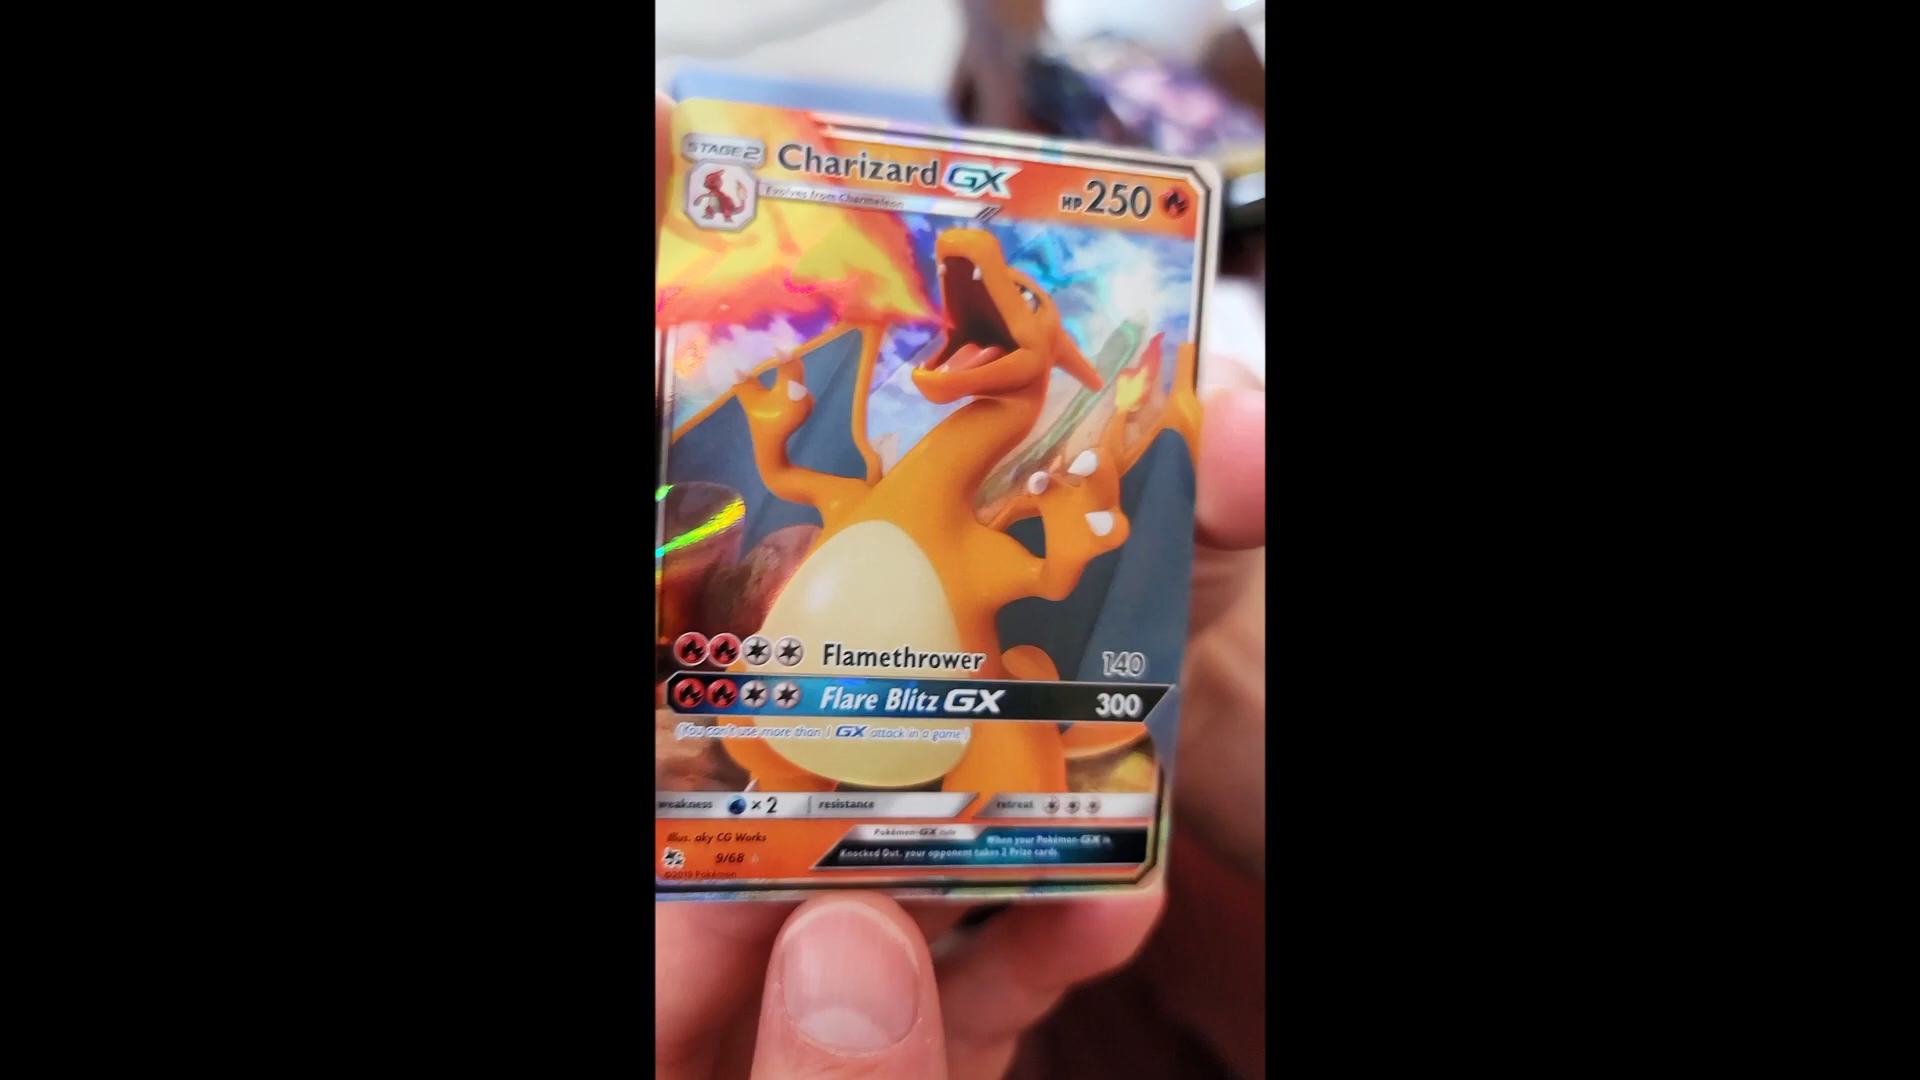 STAGE 2
Charizard GX
HP 250
Evolves from Charmeleon
Flamethrower 140
Flare Blitz GX 300
(You can't use more than 1 GX attack in a game.)
weakness × 2 resistance retreat
Illus. aky CG Works
9/68
©2019 Pokémon
Pokémon-GX rule
When your Pokémon-GX is
Knocked Out, your opponent takes 2 Prize cards.